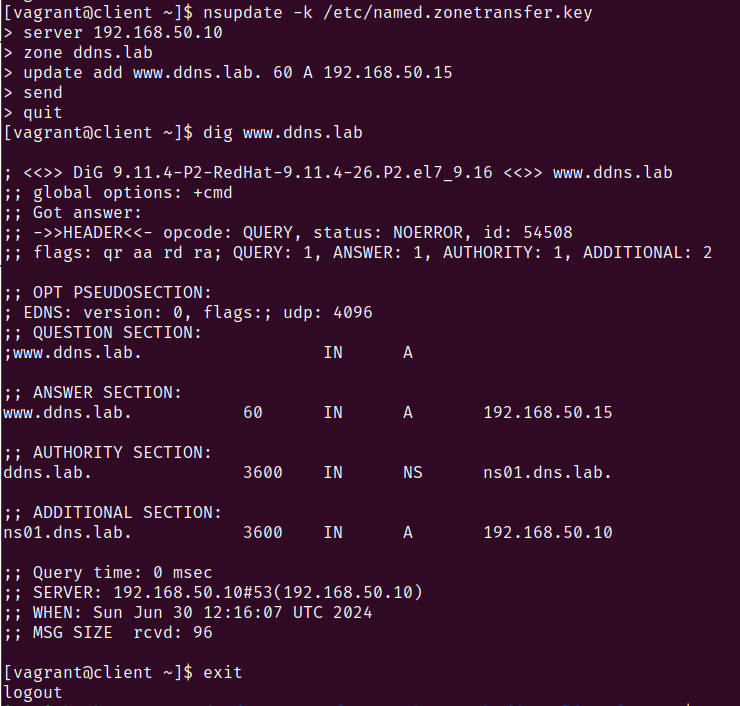 [vagrant@client ~]$ nsupdate -k /etc/named.zonetransfer.key
> server 192.168.50.10
> zone ddns.lab
> update add www.ddns.lab. 60 A 192.168.50.15
> send
> quit
[vagrant@client ~]$ dig www.ddns.lab

; <<>> DiG 9.11.4-P2-RedHat-9.11.4-26.P2.el7_9.16 <<>> www.ddns.lab
;; global options: +cmd
;; Got answer:
;; ->>HEADER<<- opcode: QUERY, status: NOERROR, id: 54508
;; flags: qr aa rd ra; QUERY: 1, ANSWER: 1, AUTHORITY: 1, ADDITIONAL: 2

;; OPT PSEUDOSECTION:
; EDNS: version: 0, flags:; udp: 4096
;; QUESTION SECTION:
;www.ddns.lab.                  IN      A

;; ANSWER SECTION:
www.ddns.lab.           60      IN      A       192.168.50.15

;; AUTHORITY SECTION:
ddns.lab.               3600    IN      NS      ns01.dns.lab.

;; ADDITIONAL SECTION:
ns01.dns.lab.           3600    IN      A       192.168.50.10

;; Query time: 0 msec
;; SERVER: 192.168.50.10#53(192.168.50.10)
;; WHEN: Sun Jun 30 12:16:07 UTC 2024
;; MSG SIZE  rcvd: 96

[vagrant@client ~]$ exit
logout